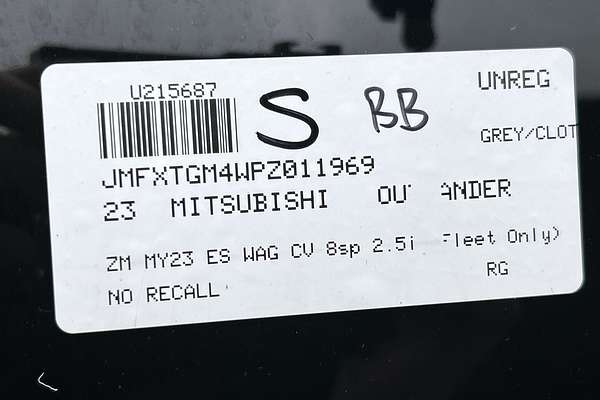 U215687 S BB UNREG
GREY/CLOT
JMFXTGM4WPZ011969
23 MITSUBISHI OU ANDER
ZM MY23 ES WAG CV 8sp 2.5i Fleet Only)
NO RECALL RG